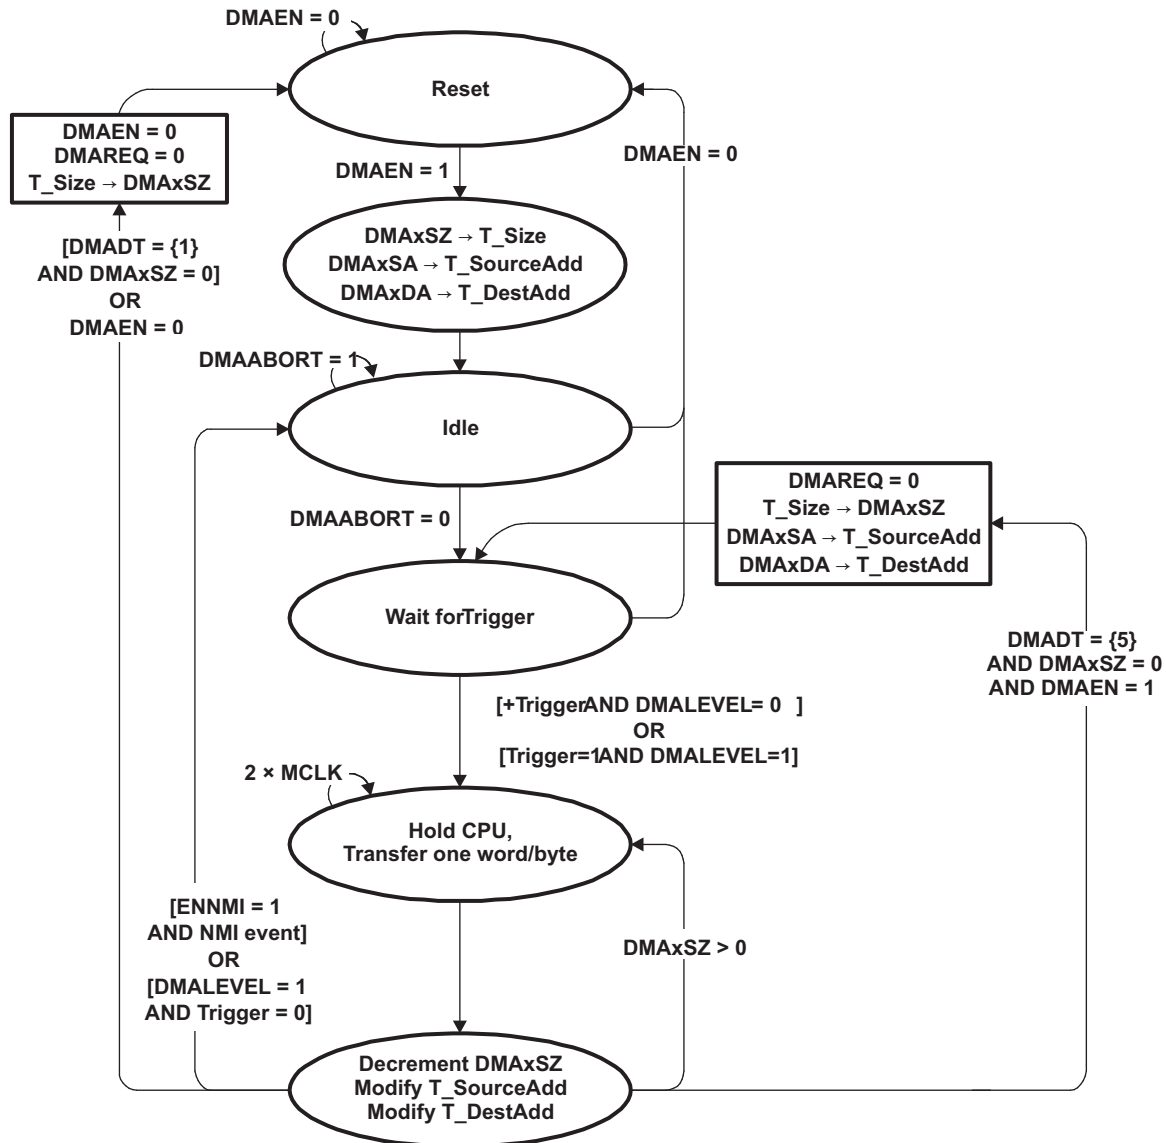 DMAEN = 0
Reset
DMAEN = 0
DMAREQ = 0
T_Size → DMAxSZ
DMAEN = 0
DMAEN = 1
DMAxSZ → T_Size
DMAxSA → T_SourceAdd
DMAxDA → T_DestAdd
[DMADT = {1}
AND DMAxSZ = 0]
OR
DMAEN = 0
DMAABORT = 1
Idle
DMAREQ = 0
T_Size → DMAxSZ
DMAxSA → T_SourceAdd
DMAxDA → T_DestAdd
DMAABORT = 0
Wait forTrigger
DMADT = {5}
AND DMAxSZ = 0
AND DMAEN = 1
[+TriggerAND DMALEVEL= 0 ]
OR
[Trigger=1AND DMALEVEL=1]
2 × MCLK
Hold CPU,
Transfer one word/byte
[ENNMI = 1
AND NMI event]
OR
[DMALEVEL = 1
AND Trigger = 0]
DMAxSZ > 0
Decrement DMAxSZ
Modify T_SourceAdd
Modify T_DestAdd